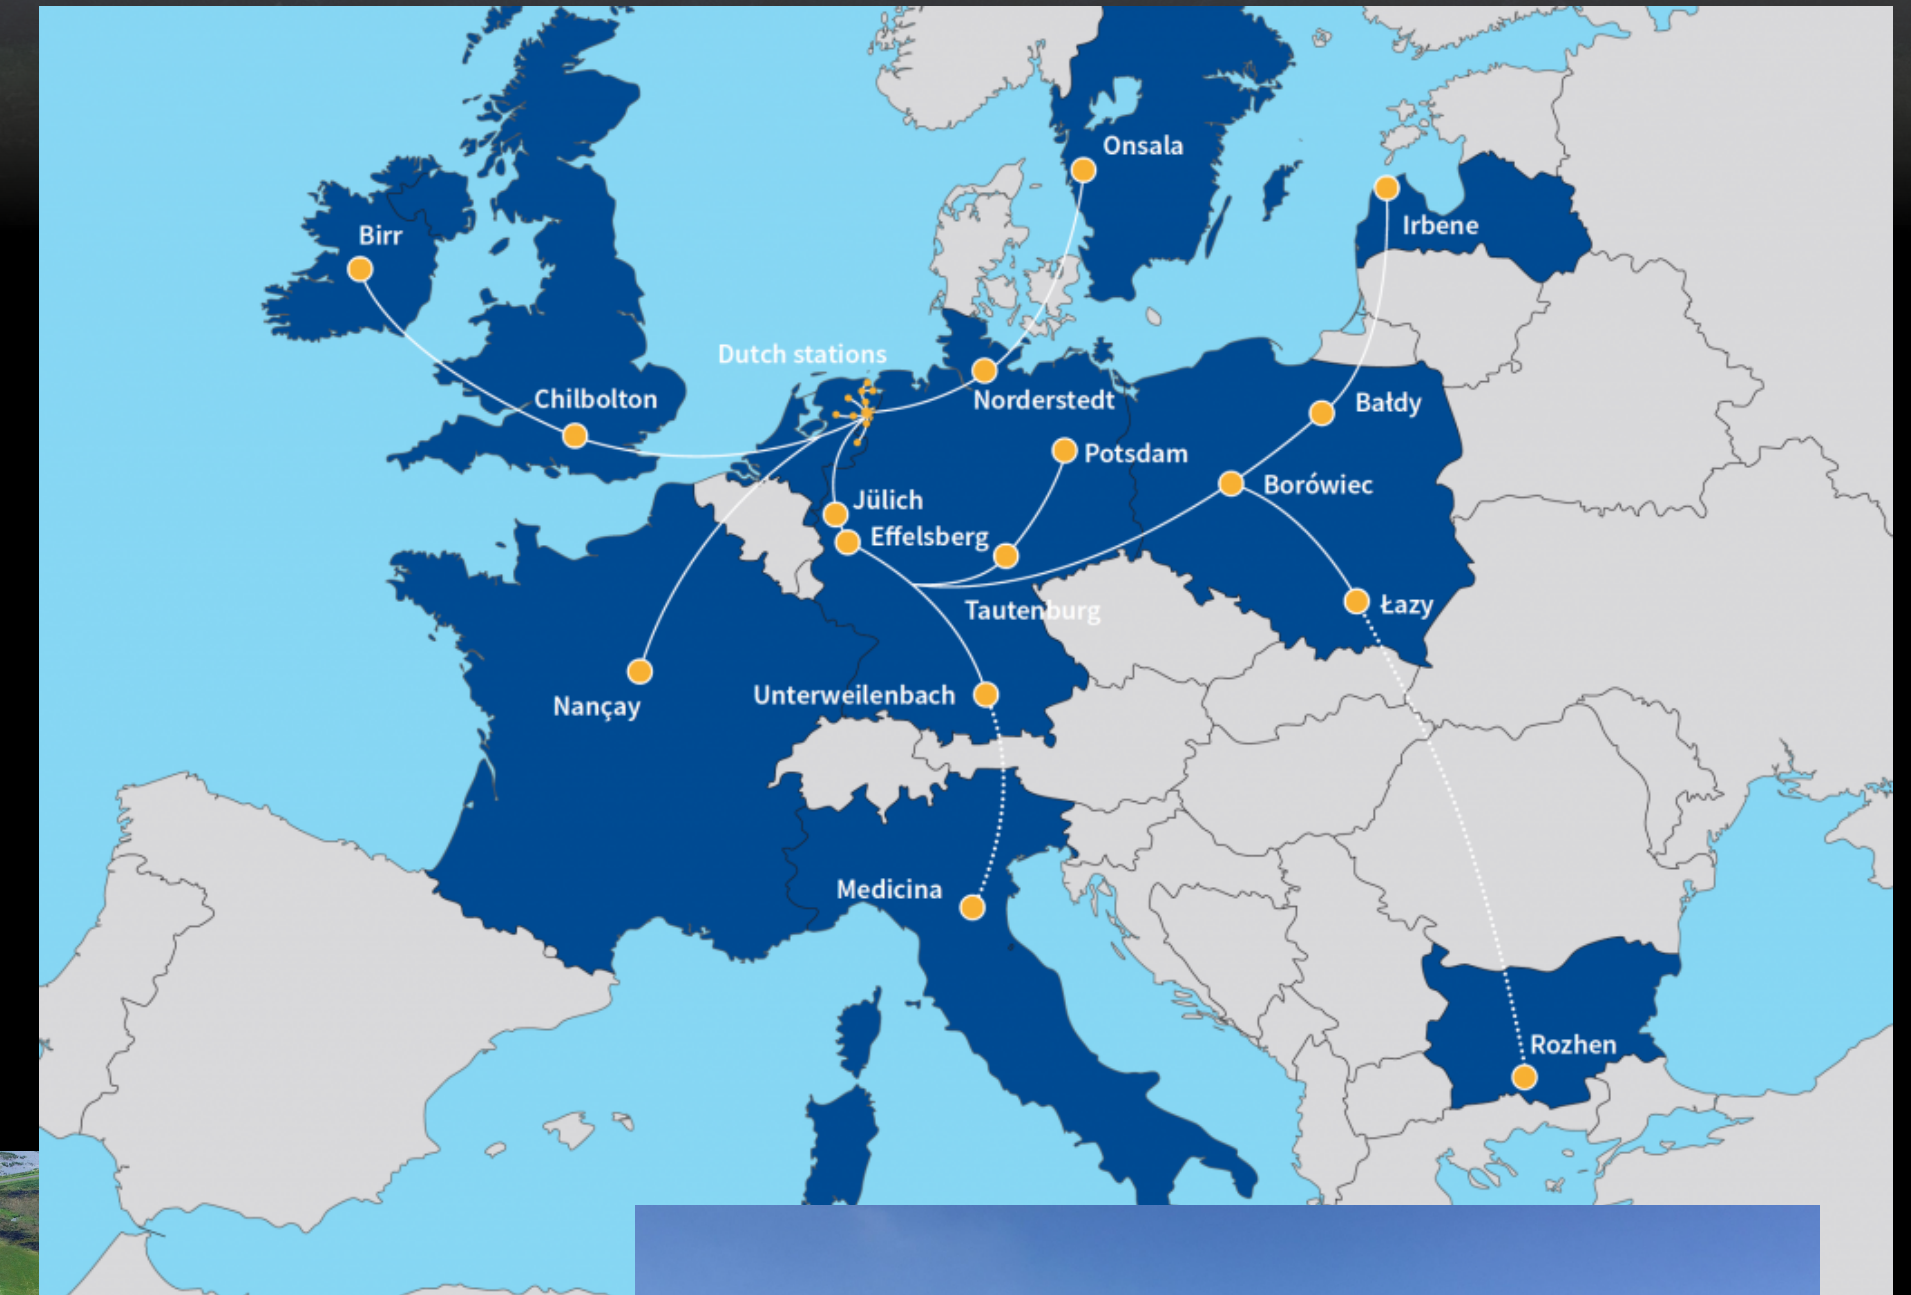 Onsala
Irbene
Birr
Dutch stations
Chilbolton
Norderstedt
Bałdy
Potsdam
Borówiec
Jülich
Effelsberg
Tautenburg
Łazy
Unterweilenbach
Nançay
Medicina
Rozhen